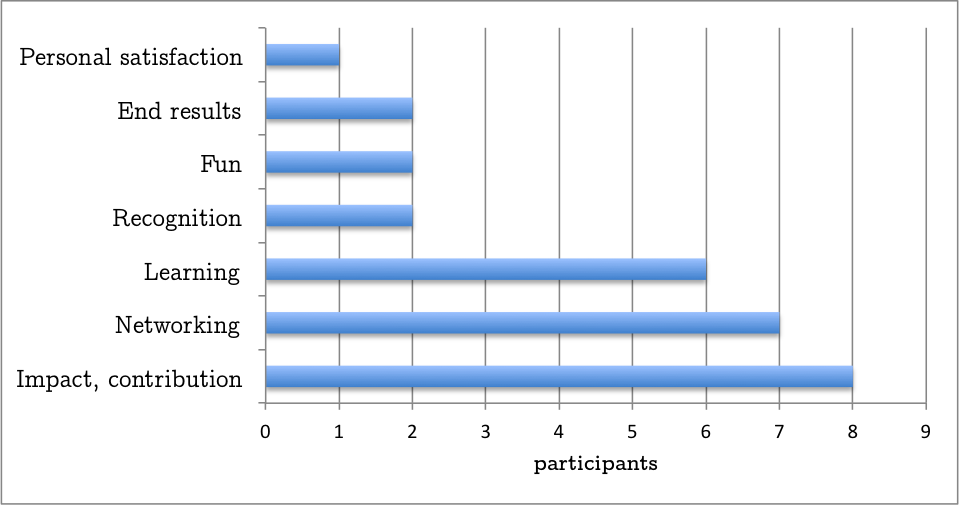 Personal satisfaction
End results
Fun
Recognition
Learning
Networking
Impact, contribution
0 1 2 3 4 5 6 7 8 9
participants